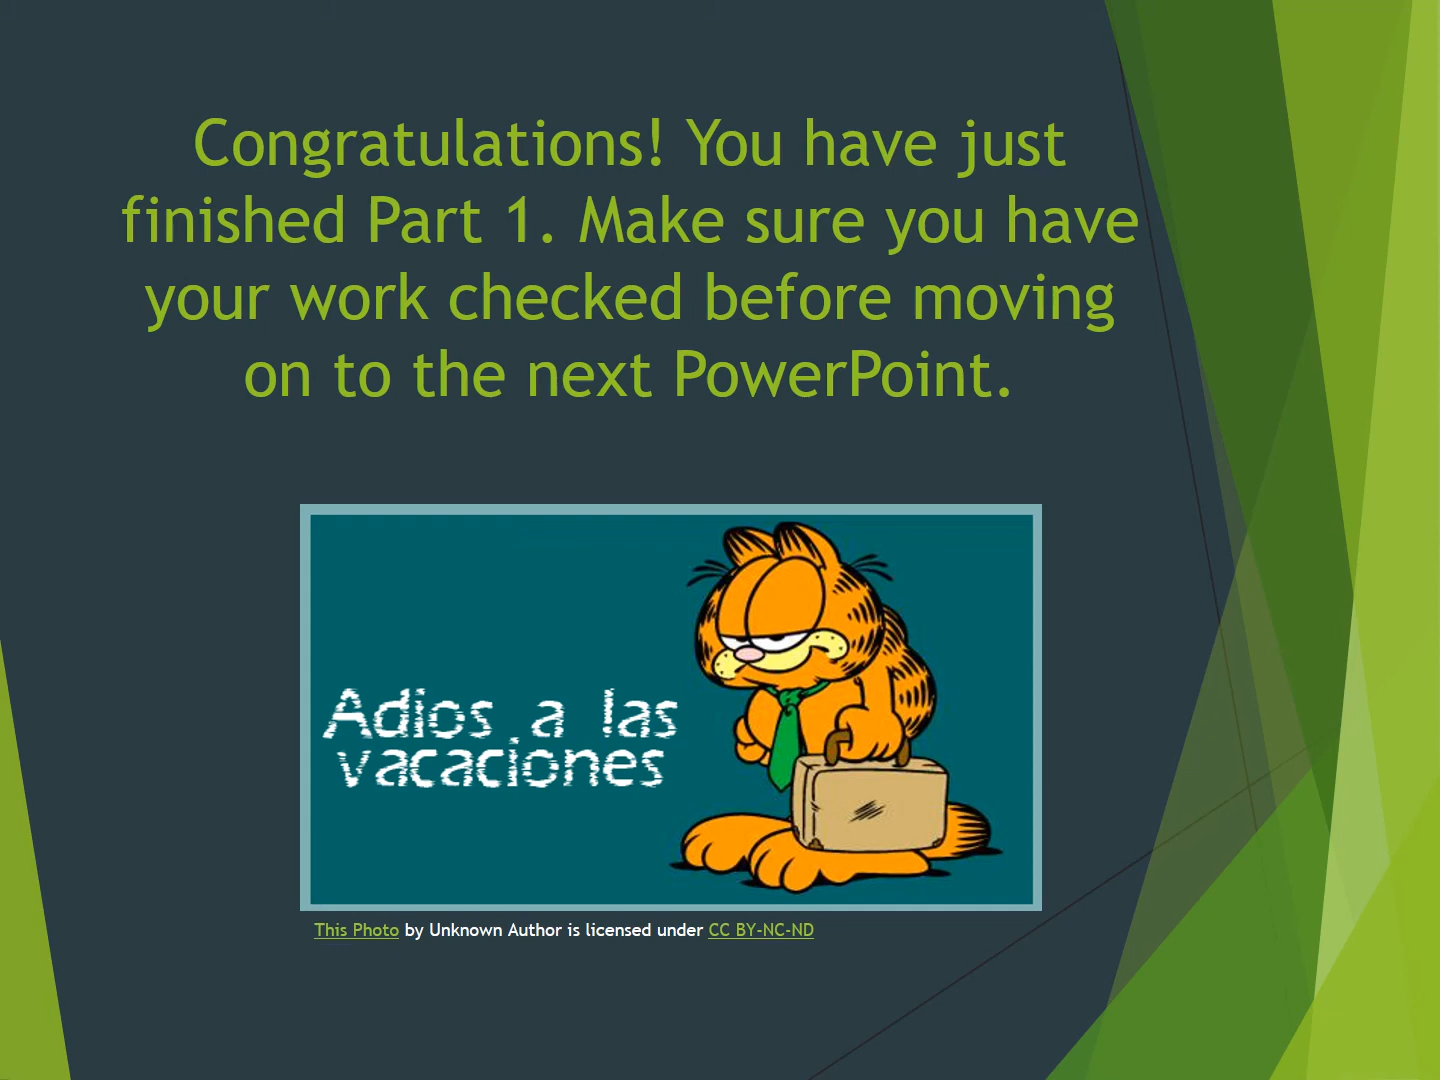 Congratulations! You have just
finished Part 1. Make sure you have
your work checked before moving
on to the next PowerPoint.
Adios a las
vacaciones
This Photo by Unknown Author is licensed under CC BY-NC-ND